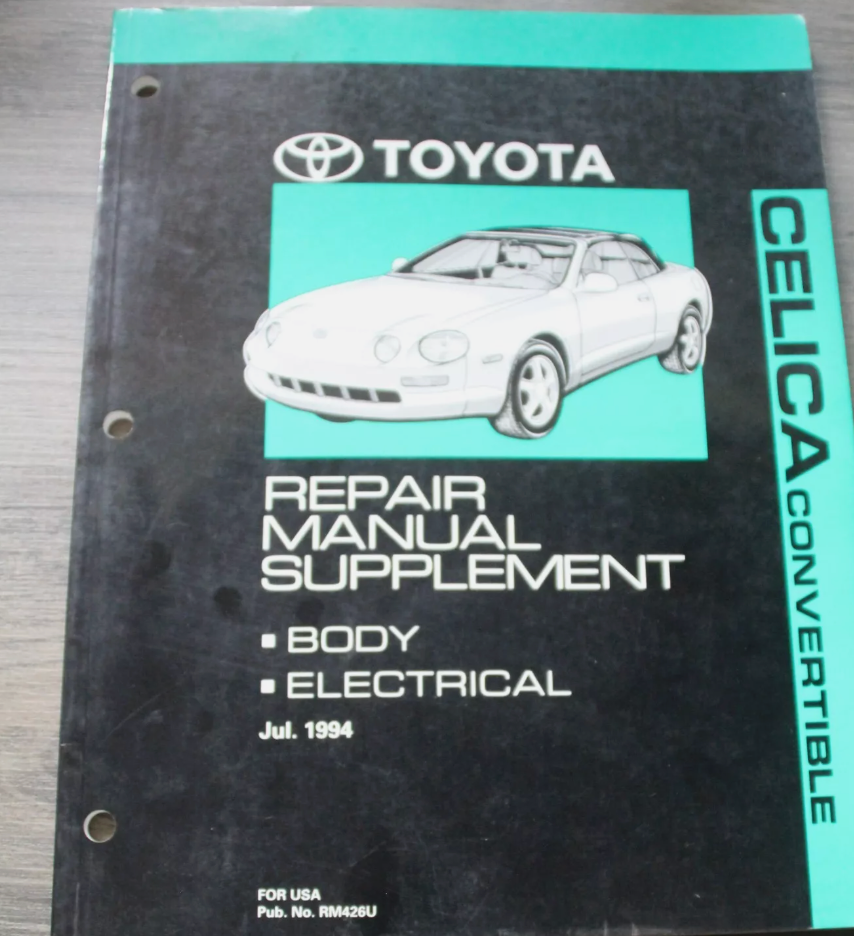 TOYOTA
CELICA CONVERTIBLE
REPAIR
MANUAL
SUPPLEMENT
▪ BODY
▪ ELECTRICAL
Jul. 1994
FOR USA
Pub. No. RM426U